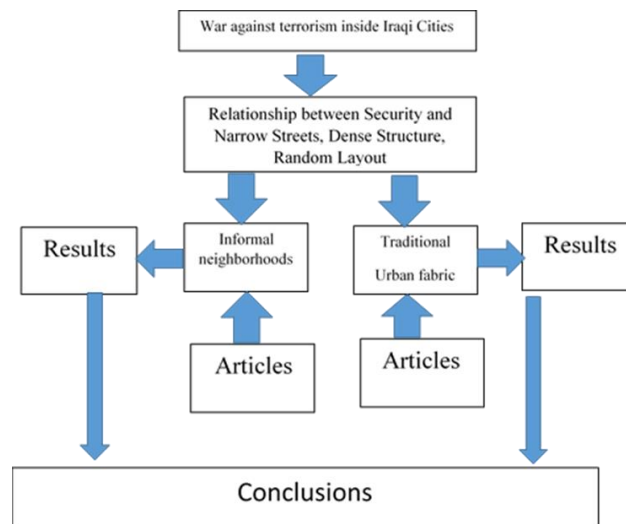 War against terrorism inside Iraqi Cities
Relationship between Security and
Narrow Streets, Dense Structure,
Random Layout
Results
Informal
neighborhoods
Traditional
Urban fabric
Results
Articles
Articles
Conclusions